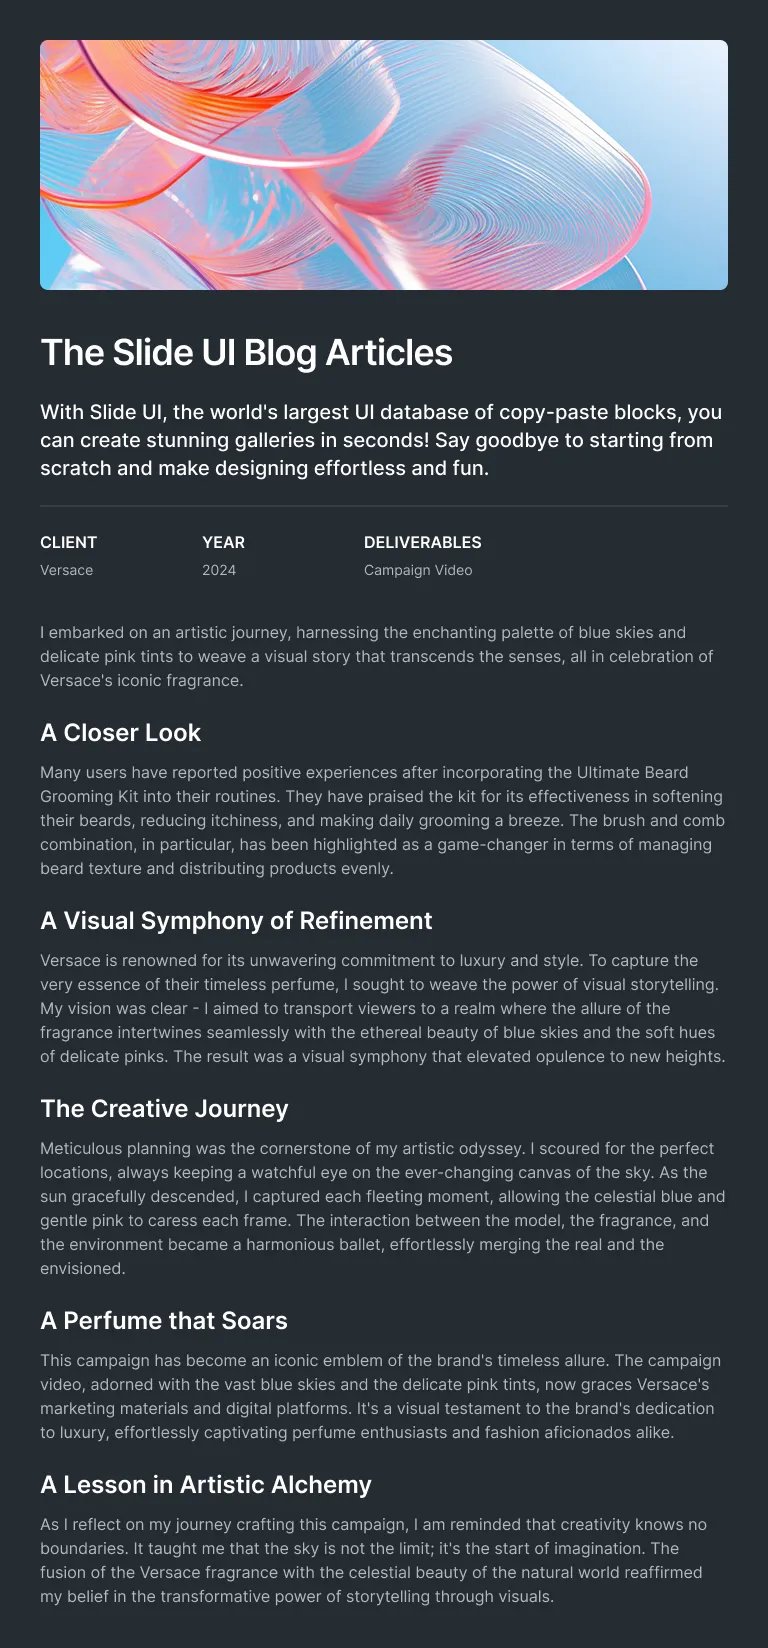 The Slide UI Blog Articles
With Slide UI, the world's largest UI database of copy-paste blocks, you
can create stunning galleries in seconds! Say goodbye to starting from
scratch and make designing effortless and fun.
CLIENT YEAR DELIVERABLES
Versace 2024 Campaign Video
I embarked on an artistic journey, harnessing the enchanting palette of blue skies and
delicate pink tints to weave a visual story that transcends the senses, all in celebration of
Versace's iconic fragrance.
A Closer Look
Many users have reported positive experiences after incorporating the Ultimate Beard
Grooming Kit into their routines. They have praised the kit for its effectiveness in softening
their beards, reducing itchiness, and making daily grooming a breeze. The brush and comb
combination, in particular, has been highlighted as a game-changer in terms of managing
beard texture and distributing products evenly.
A Visual Symphony of Refinement
Versace is renowned for its unwavering commitment to luxury and style. To capture the
very essence of their timeless perfume, I sought to weave the power of visual storytelling.
My vision was clear - I aimed to transport viewers to a realm where the allure of the
fragrance intertwines seamlessly with the ethereal beauty of blue skies and the soft hues
of delicate pinks. The result was a visual symphony that elevated opulence to new heights.
The Creative Journey
Meticulous planning was the cornerstone of my artistic odyssey. I scoured for the perfect
locations, always keeping a watchful eye on the ever-changing canvas of the sky. As the
sun gracefully descended, I captured each fleeting moment, allowing the celestial blue and
gentle pink to caress each frame. The interaction between the model, the fragrance, and
the environment became a harmonious ballet, effortlessly merging the real and the
envisioned.
A Perfume that Soars
This campaign has become an iconic emblem of the brand's timeless allure. The campaign
video, adorned with the vast blue skies and the delicate pink tints, now graces Versace's
marketing materials and digital platforms. It's a visual testament to the brand's dedication
to luxury, effortlessly captivating perfume enthusiasts and fashion aficionados alike.
A Lesson in Artistic Alchemy
As I reflect on my journey crafting this campaign, I am reminded that creativity knows no
boundaries. It taught me that the sky is not the limit; it's the start of imagination. The
fusion of the Versace fragrance with the celestial beauty of the natural world reaffirmed
my belief in the transformative power of storytelling through visuals.